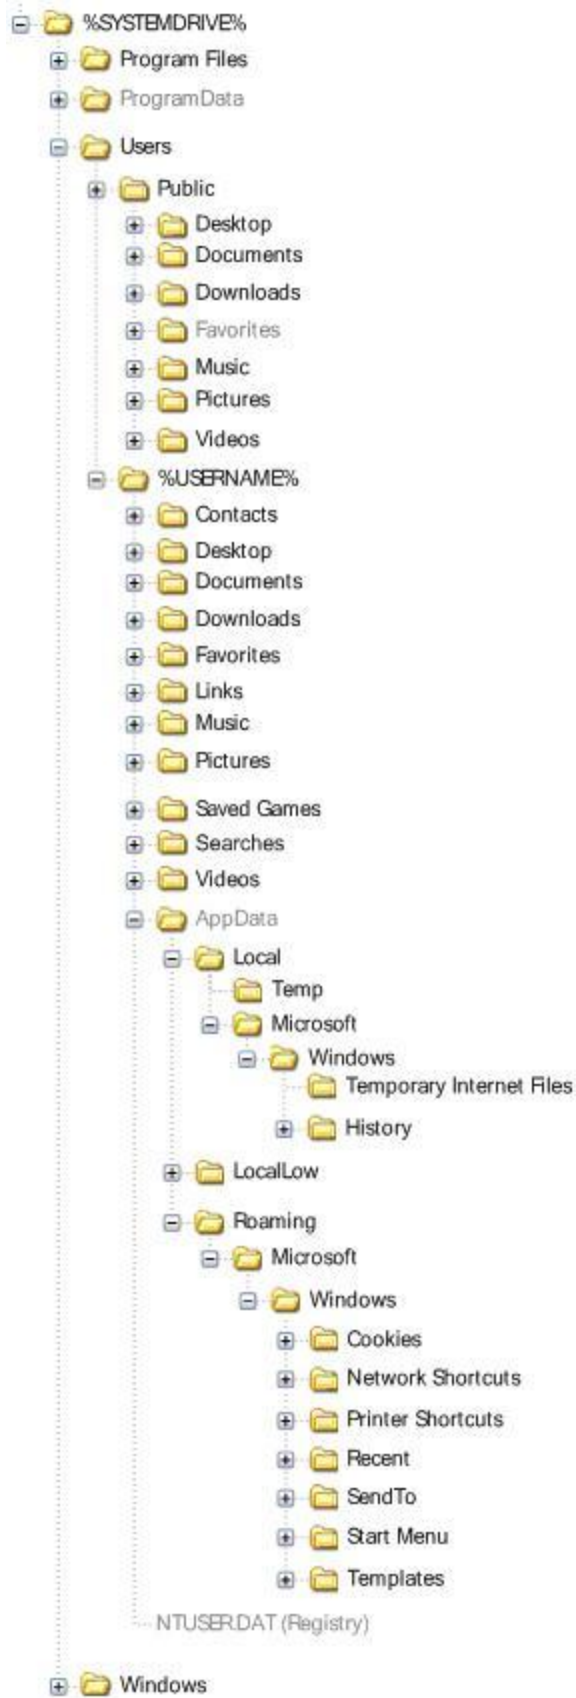 %SYSTEMDRIVE%
Program Files
ProgramData
Users
Public
Desktop
Documents
Downloads
Favorites
Music
Pictures
Videos
%USERNAME%
Contacts
Desktop
Documents
Downloads
Favorites
Links
Music
Pictures
Saved Games
Searches
Videos
AppData
Local
Temp
Microsoft
Windows
Temporary Internet Files
History
LocalLow
Roaming
Microsoft
Windows
Cookies
Network Shortcuts
Printer Shortcuts
Recent
SendTo
Start Menu
Templates
NTUSER.DAT (Registry)
Windows